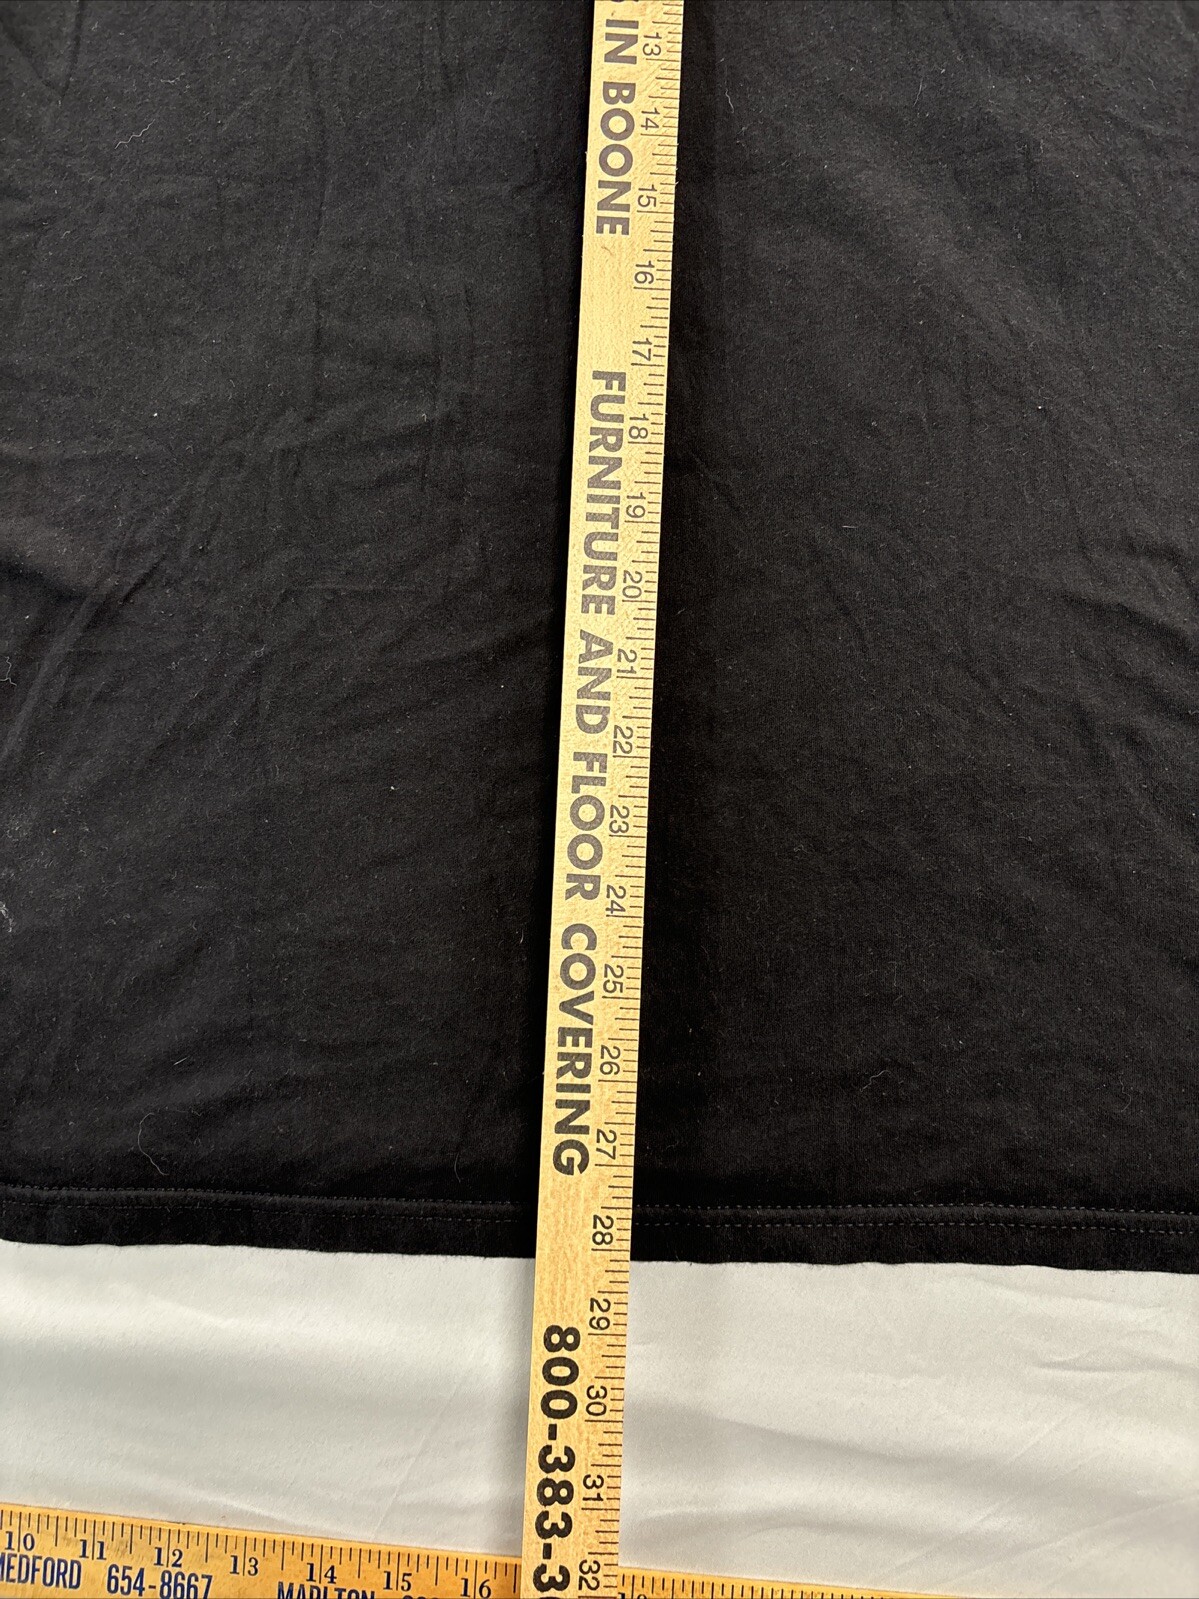 IN BOONE FURNITURE AND FLOOR COVERING 800-383-3
13 14 15 16 17 18 19 20 21 22 23 24 25 26 27 28 29 30 31 32
10 11 12 13 14 15 16
MEDFORD 654-8667 MARLTON